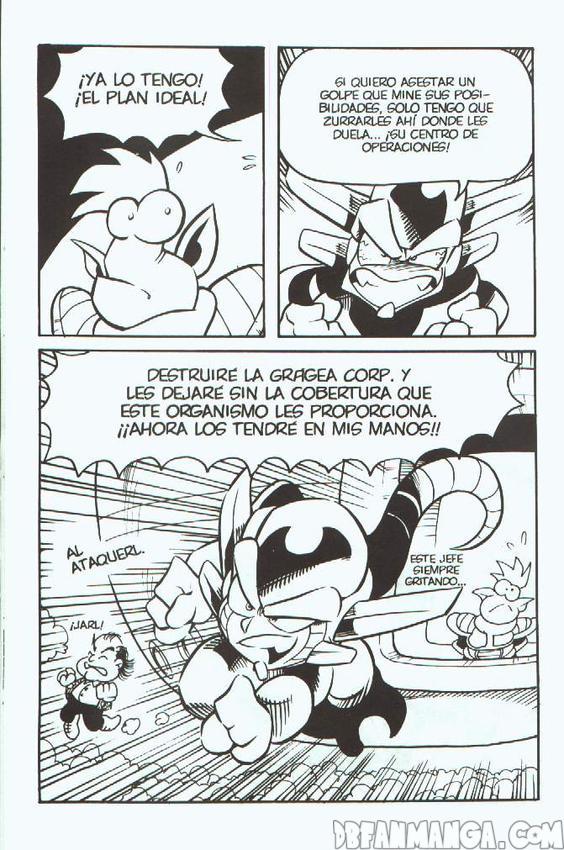 ¡YA LO TENGO!
¡EL PLAN IDEAL!
SI QUIERO ASESTAR UN
GOLPE QUE MINE SUS POSI-
BILIDADES, SOLO TENGO QUE
ZURRARLES AHÍ DONDE LES
DUELA... ¡SU CENTRO DE
OPERACIONES!
DESTRUIRE LA GRAGEA CORP. Y
LES DEJARÉ SIN LA COBERTURA QUE
ESTE ORGANISMO LES PROPORCIONA.
¡¡AHORA LOS TENDRÉ EN MIS MANOS!!
AL
ATAQUERL.
¡JARL!
ESTE JEFE
SIEMPRE
GRITANDO...
DBFANMANGA.COM